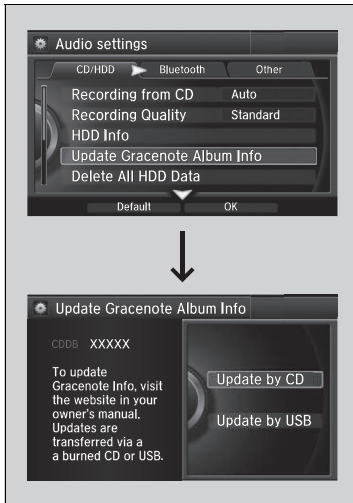 Audio settings
CD/HDD Bluetooth Other
Recording from CD Auto
Recording Quality Standard
HDD Info
Update Gracenote Album Info
Delete All HDD Data
Default OK
Update Gracenote Album Info
CDDB XXXXX
To update
Gracenote Info, visit
the website in your
owner's manual.
Updates are
transferred via a
a burned CD or USB.
Update by CD
Update by USB